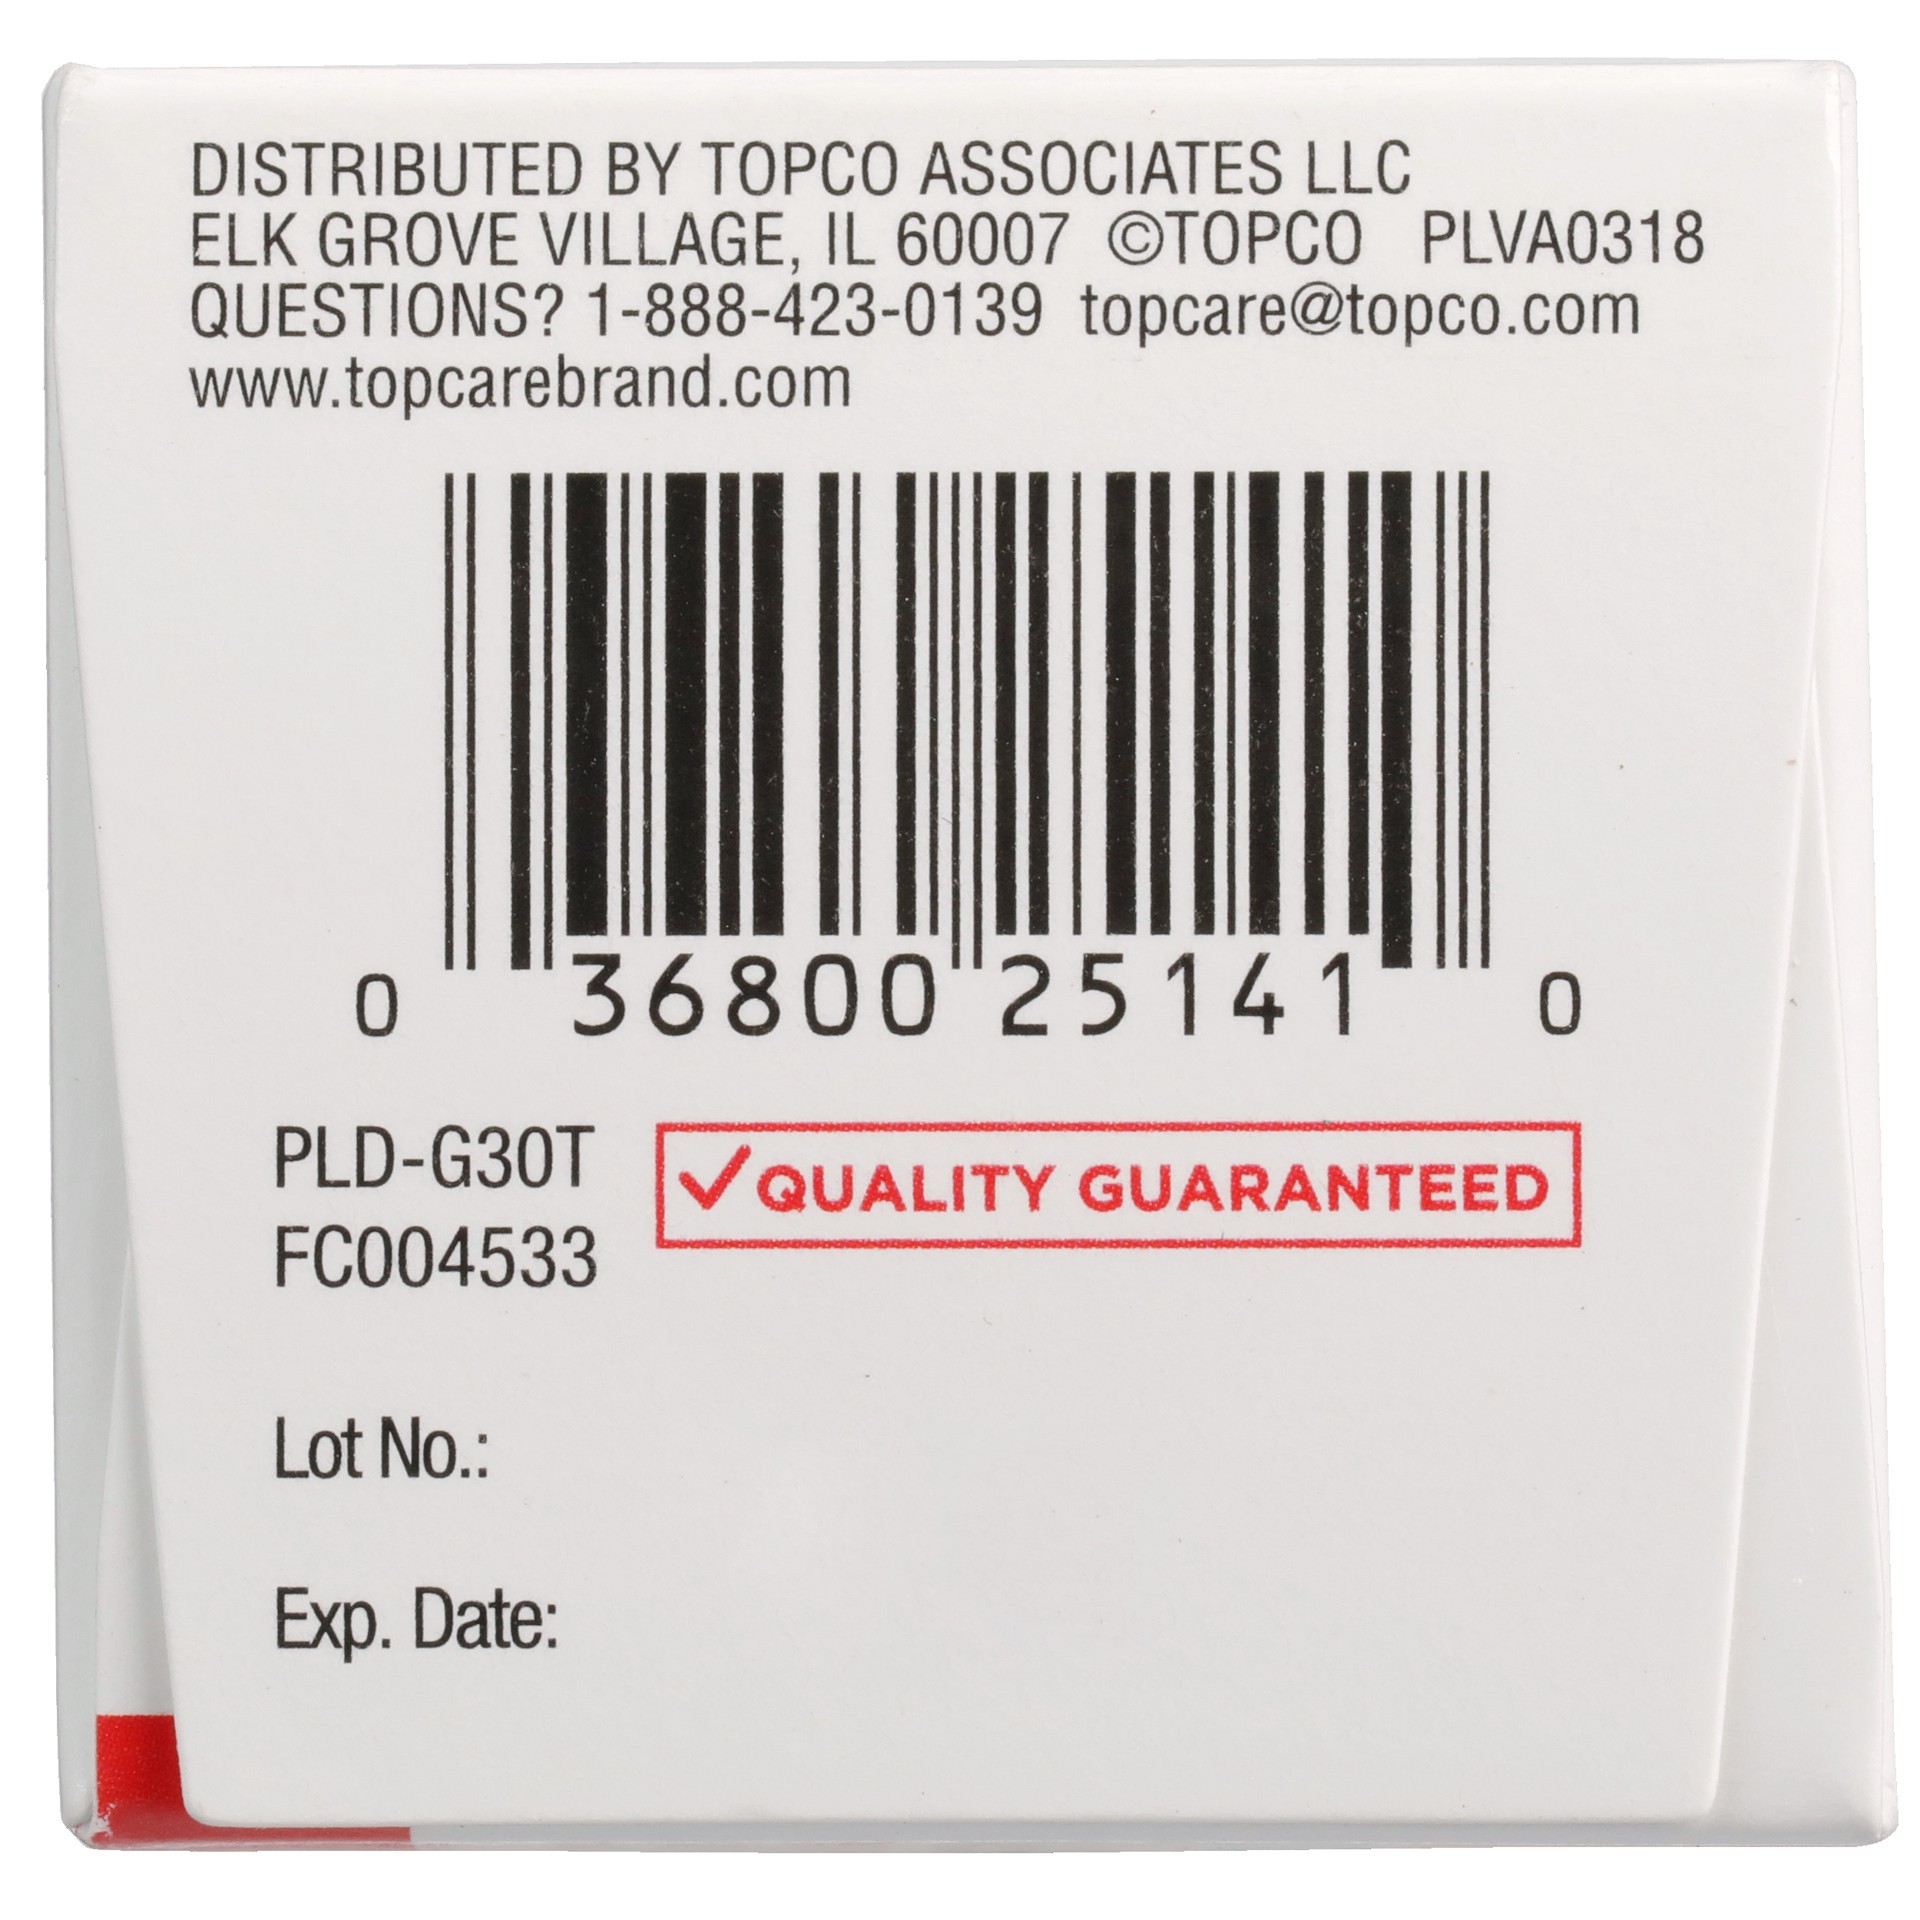 DISTRIBUTED BY TOPCO ASSOCIATES LLC
ELK GROVE VILLAGE, IL 60007 ©TOPCO PLVA0318
QUESTIONS? 1-888-423-0139 topcare@topco.com
www.topcarebrand.com
0 36800 25141 0
PLD-G30T
FC004533
✓QUALITY GUARANTEED
Lot No.:
Exp. Date: